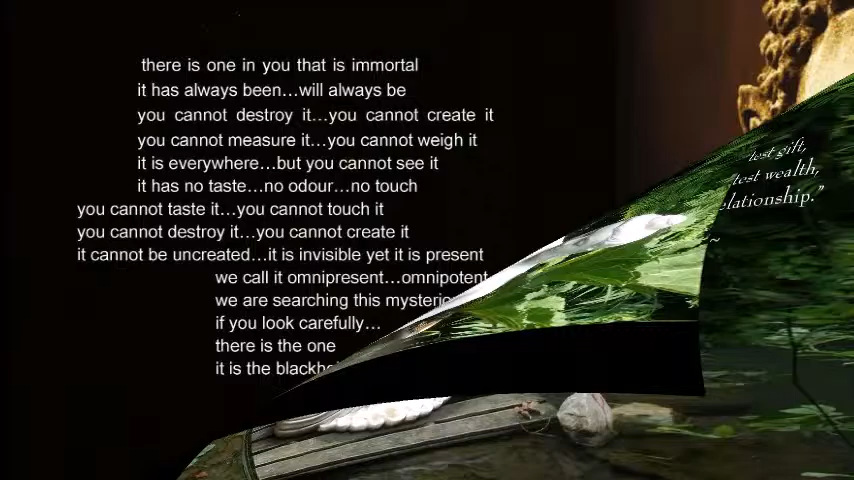 there is one in you that is immortal
it has always been...will always be
you cannot destroy it...you cannot create it
you cannot measure it...you cannot weigh it
it is everywhere...but you cannot see it
it has no taste...no odour...no touch
you cannot taste it...you cannot touch it
you cannot destroy it...you cannot create it
it cannot be uncreated...it is invisible yet it is present
we call it omnipresent...omnipotent
we are searching this
if you look carefully...
there is the one
it is the
gift,
wealth,
~